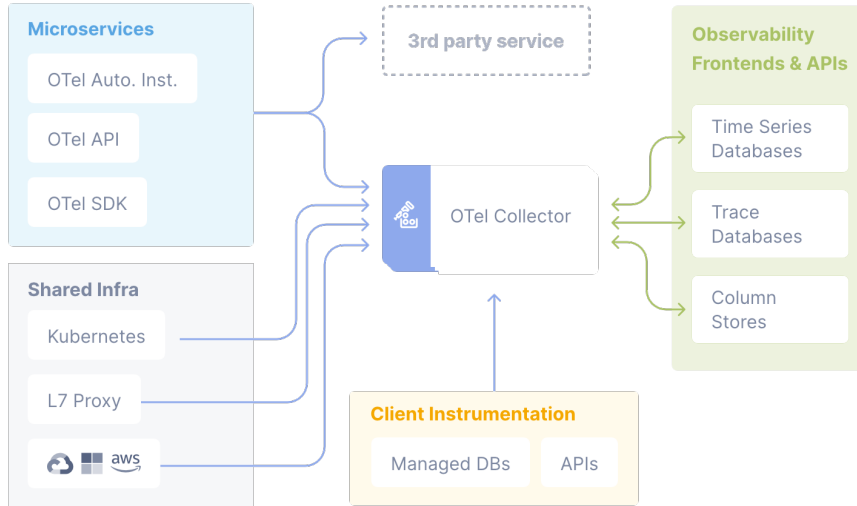 Microservices
OTel Auto. Inst.
OTel API
OTel SDK
3rd party service
Observability
Frontends & APIs
Time Series
Databases
Trace
Databases
Column
Stores
OTel Collector
Shared Infra
Kubernetes
L7 Proxy
aws
Client Instrumentation
Managed DBs
APIs